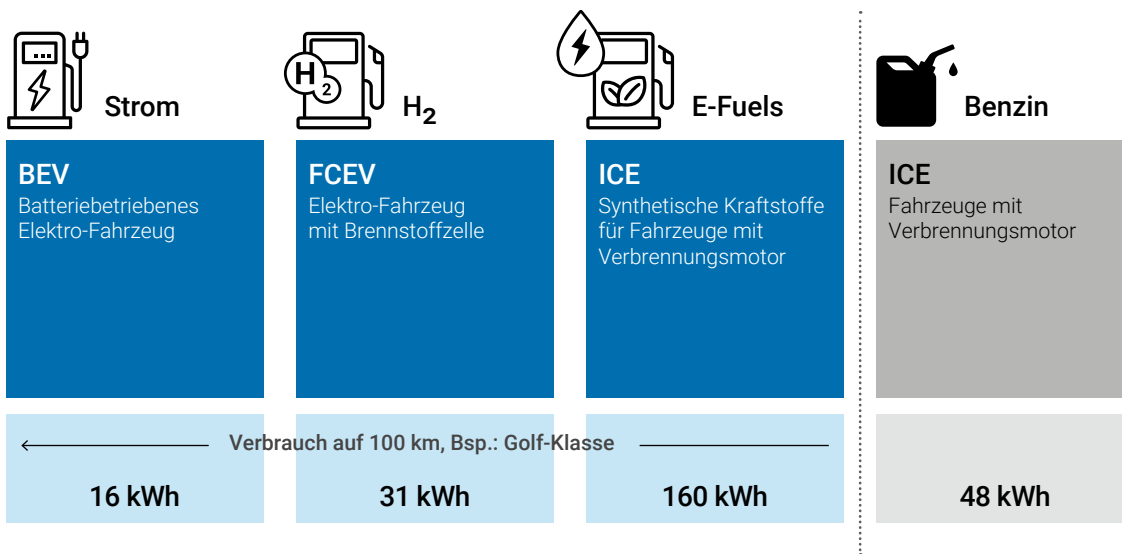 Strom
H2
E-Fuels
Benzin
BEV
Batteriebetriebenes
Elektro-Fahrzeug
FCEV
Elektro-Fahrzeug
mit Brennstoffzelle
ICE
Synthetische Kraftstoffe
für Fahrzeuge mit
Verbrennungsmotor
ICE
Fahrzeuge mit
Verbrennungsmotor
Verbrauch auf 100 km, Bsp.: Golf-Klasse
16 kWh
31 kWh
160 kWh
48 kWh